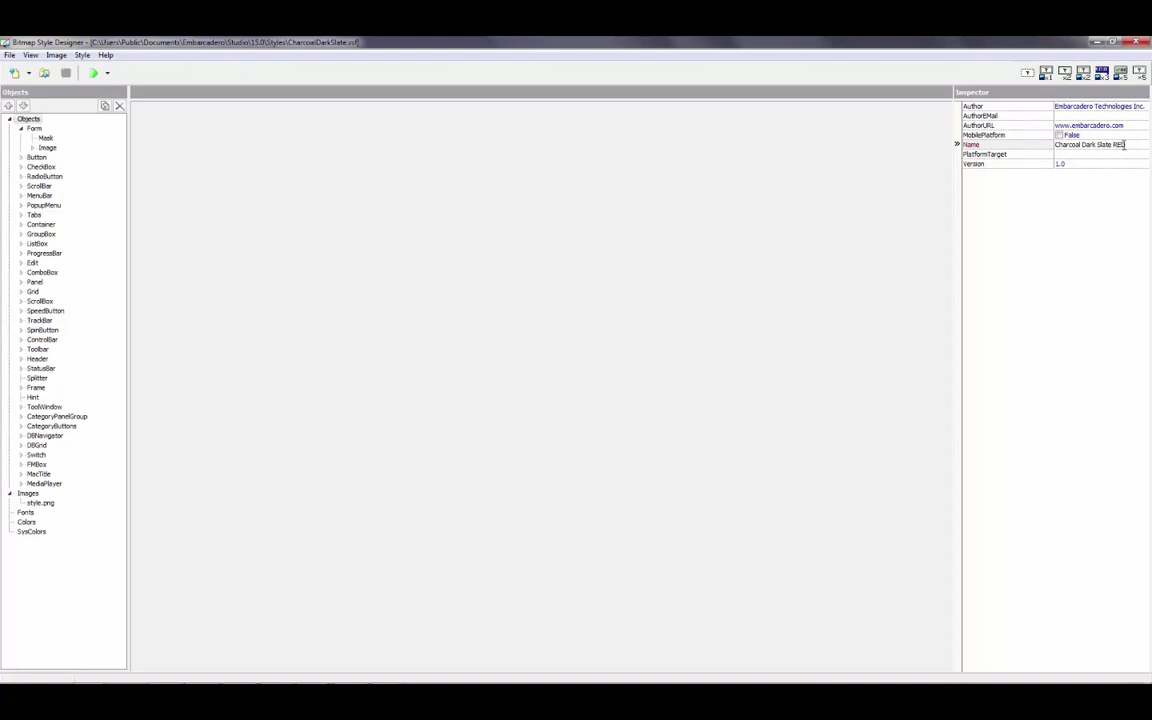 Bitmap Style Designer - [C:\Users\Public\Documents\Embarcadero\Studio\15.0\Styles\CharcoalDarkSlate.vsf]
File View Image Style Help
Objects
Inspector
Objects
Form
Mask
Image
Button
CheckBox
RadioButton
ScrollBar
MenuBar
PopupMenu
Tabs
Container
GroupBox
ListBox
ProgressBar
Edit
ComboBox
Panel
Grid
ScrollBox
SpeedButton
TrackBar
SpinButton
ControlBar
Toolbar
Header
StatusBar
Splitter
Frame
Hint
ToolWindow
CategoryPanelGroup
CategoryButtons
DBNavigator
DBGrid
Switch
FMBox
MacTitle
MediaPlayer
Images
style.png
Fonts
Colors
SysColors
Author Embarcadero Technologies Inc.
AuthorEMail
AuthorURL www.embarcadero.com
MobilePlatform False
Name Charcoal Dark Slate RED
PlatformTarget
Version 1.0